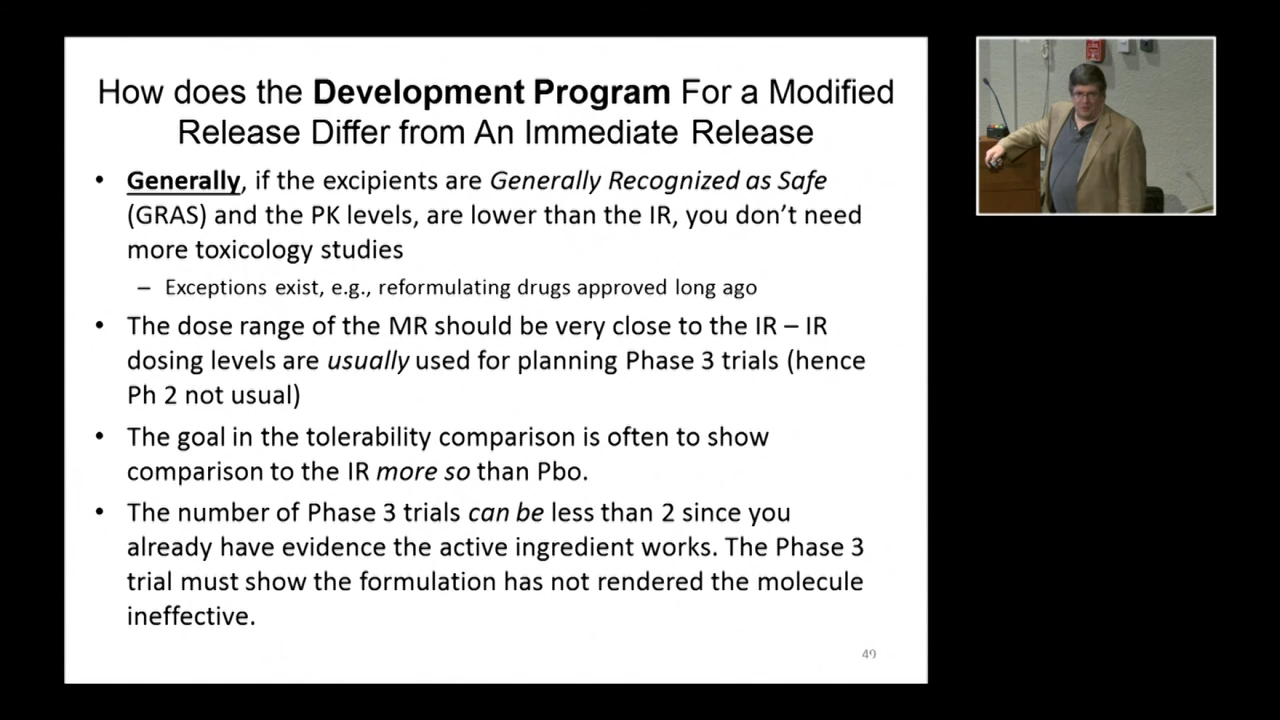 How does the Development Program For a Modified
Release Differ from An Immediate Release
• Generally, if the excipients are Generally Recognized as Safe
(GRAS) and the PK levels, are lower than the IR, you don’t need
more toxicology studies
– Exceptions exist, e.g., reformulating drugs approved long ago
• The dose range of the MR should be very close to the IR – IR
dosing levels are usually used for planning Phase 3 trials (hence
Ph 2 not usual)
• The goal in the tolerability comparison is often to show
comparison to the IR more so than Pbo.
• The number of Phase 3 trials can be less than 2 since you
already have evidence the active ingredient works. The Phase 3
trial must show the formulation has not rendered the molecule
ineffective.
49